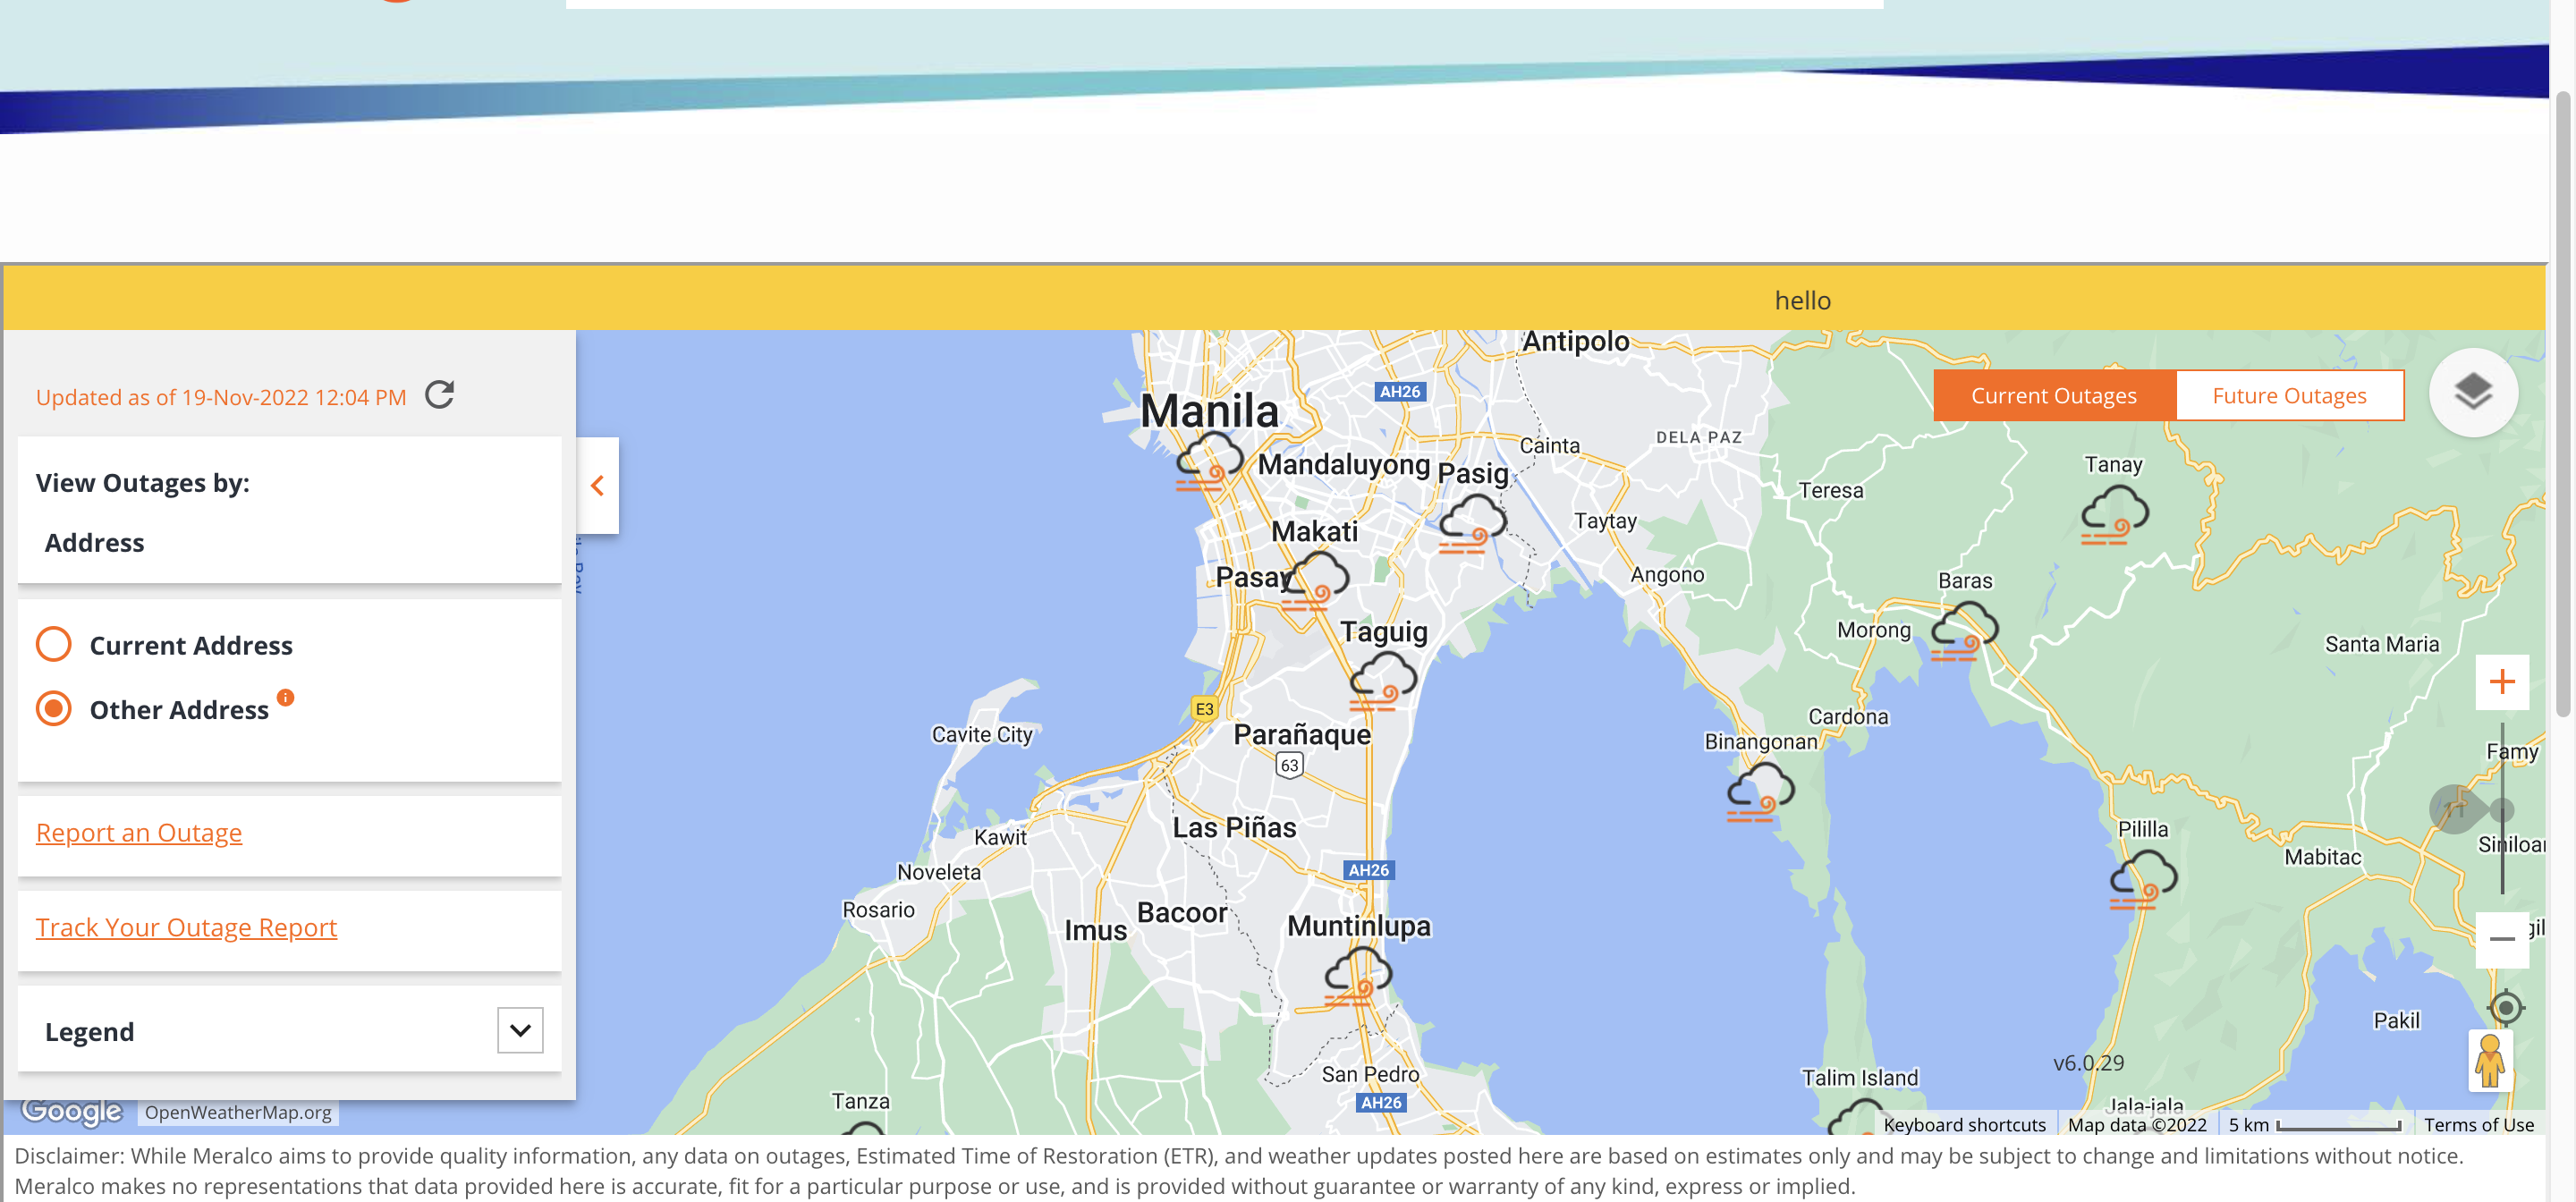 hello
Updated as of 19-Nov-2022 12:04 PM
View Outages by:
Address
Current Address
Other Address
Report an Outage
Track Your Outage Report
Legend
Current Outages
Future Outages
Antipolo
AH26
Manila
Cainta
DELA PAZ
Mandaluyong
Pasig
Tanay
Teresa
Makati
Taytay
Pasay
Angono
Baras
Taguig
Morong
Santa Maria
E3
Cardona
Cavite City
Parañaque
Binangonan
Famy
63
Kawit
Las Piñas
Pililla
Mabitac
Noveleta
AH26
Rosario
Imus
Bacoor
Muntinlupa
Pakil
v6.0.29
San Pedro
Talim Island
Tanza
AH26
Jala-jala
Google
OpenWeatherMap.org
Keyboard shortcuts
Map data ©2022
5 km
Terms of Use
Disclaimer: While Meralco aims to provide quality information, any data on outages, Estimated Time of Restoration (ETR), and weather updates posted here are based on estimates only and may be subject to change and limitations without notice.
Meralco makes no representations that data provided here is accurate, fit for a particular purpose or use, and is provided without guarantee or warranty of any kind, express or implied.